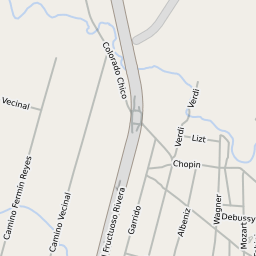 Colorado Chico
Vecinal
Verdi
Verdi
Lizt
Chopin
Camino Fermín Reyes
Camino Vecinal
Fructuoso Rivera
Garrido
Albeniz
Wagner
Debussy
Mozart